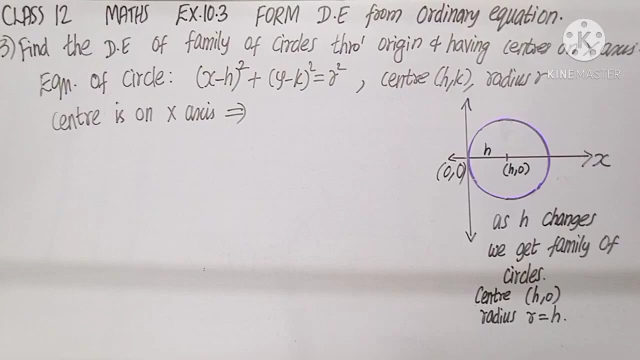 CLASS 12 MATHS EX.10.3 FORM D.E from Ordinary equation.
3) Find the D.E of family of Circles thro' origin & having centres on x axis.
Eqn. of Circle: (x-h)²+(y-k)²=r², centre (h,k), radius r
centre is on x axis ⇒
h
x
(0,0)
(h,0)
as h changes
we get family of
circles.
Centre (h,0)
radius r=h.
KINEMASTER